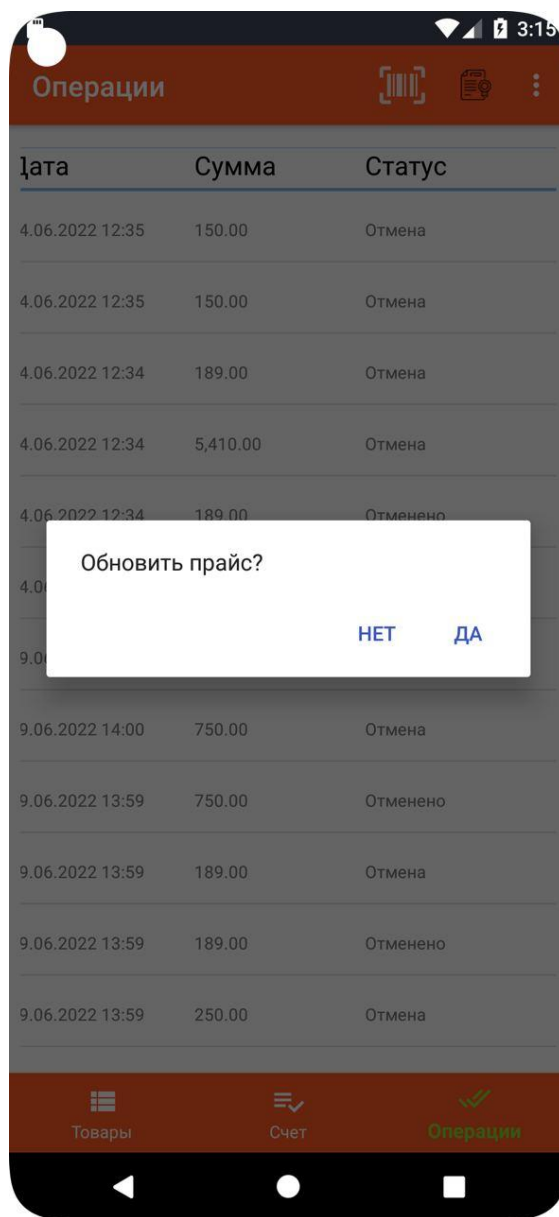 3:15
Операции
Дата Сумма Статус
4.06.2022 12:35 150.00 Отмена
4.06.2022 12:35 150.00 Отмена
4.06.2022 12:34 189.00 Отмена
4.06.2022 12:34 5,410.00 Отмена
4.06.2022 12:34 189.00 Отменено
4.0
Обновить прайс?
НЕТ ДА
9.0
9.06.2022 14:00 750.00 Отмена
9.06.2022 13:59 750.00 Отменено
9.06.2022 13:59 189.00 Отмена
9.06.2022 13:59 189.00 Отменено
9.06.2022 13:59 250.00 Отмена
Товары Счет Операции